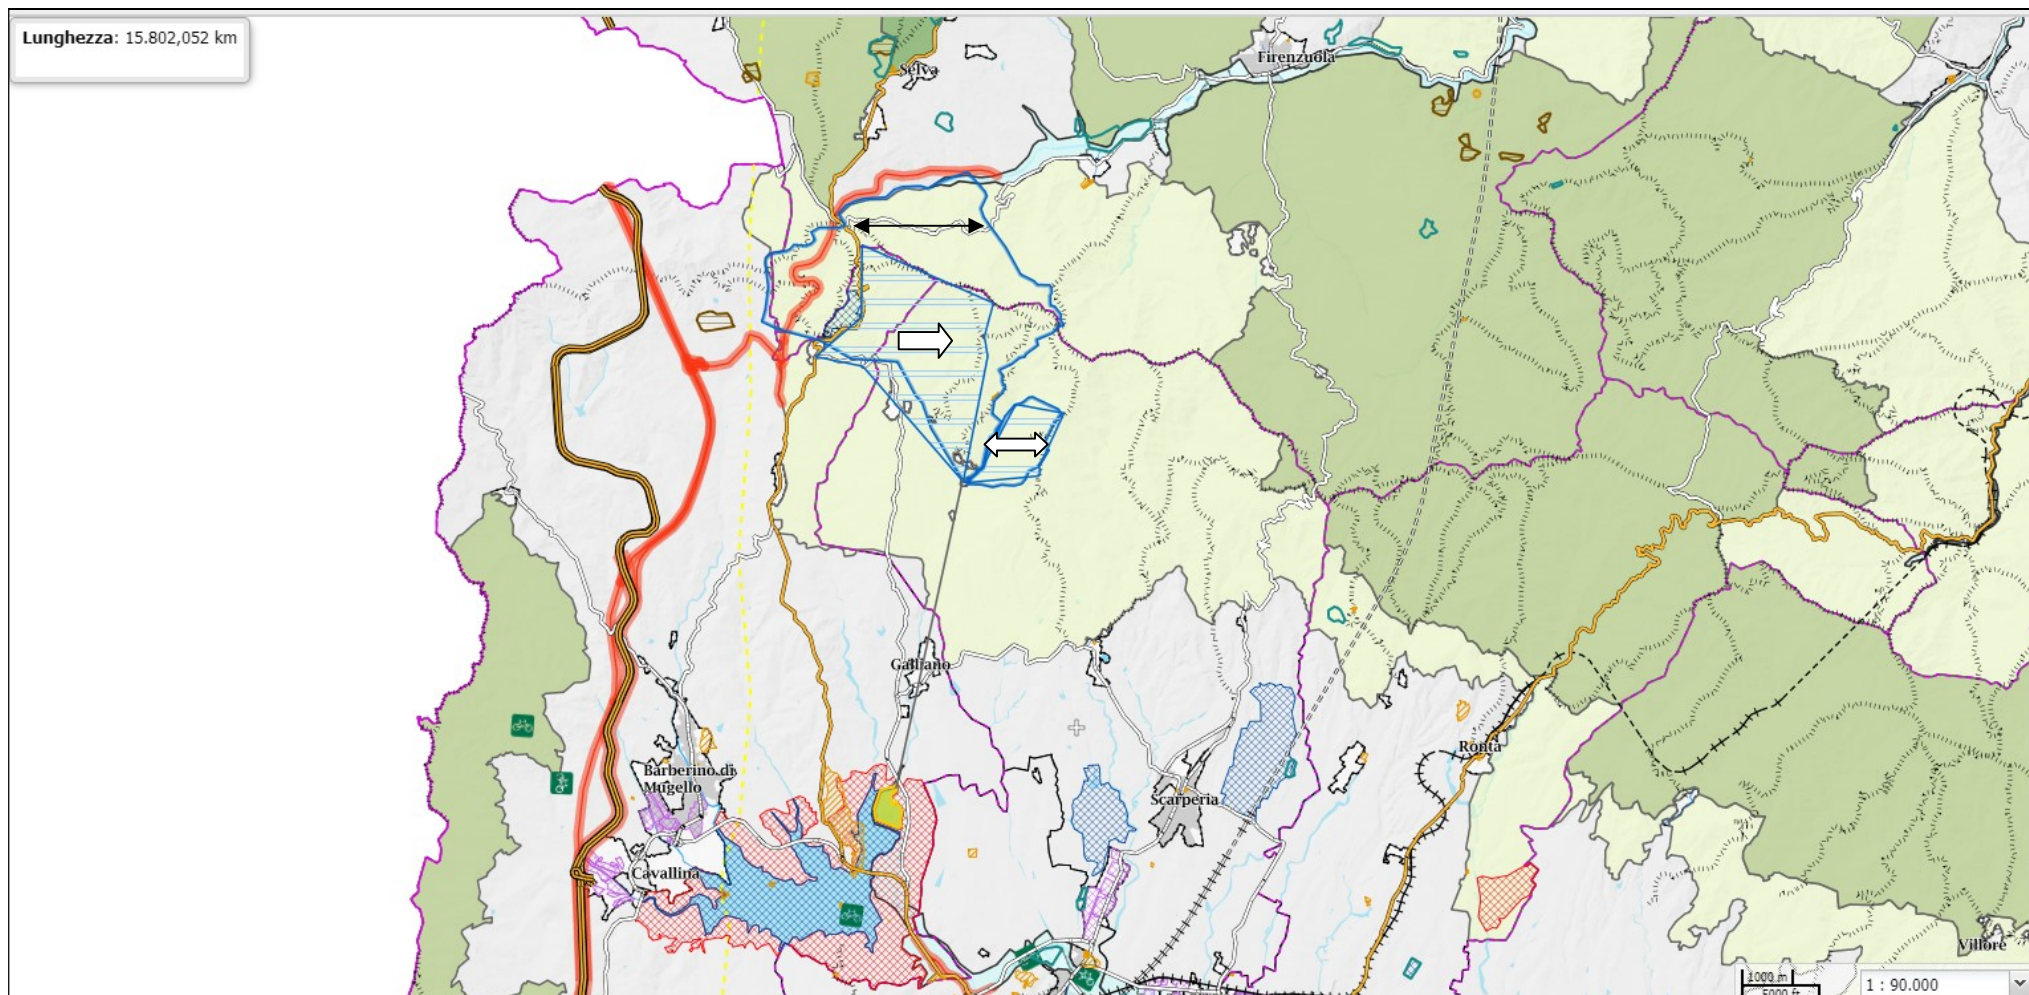 Lunghezza: 15.802,052 km
Firenzuola
Selva
Galliano
Ronta
Barberino di
Mugello
Scarperia
Cavallina
Villore
1000 m
5000 ft
1 : 90.000